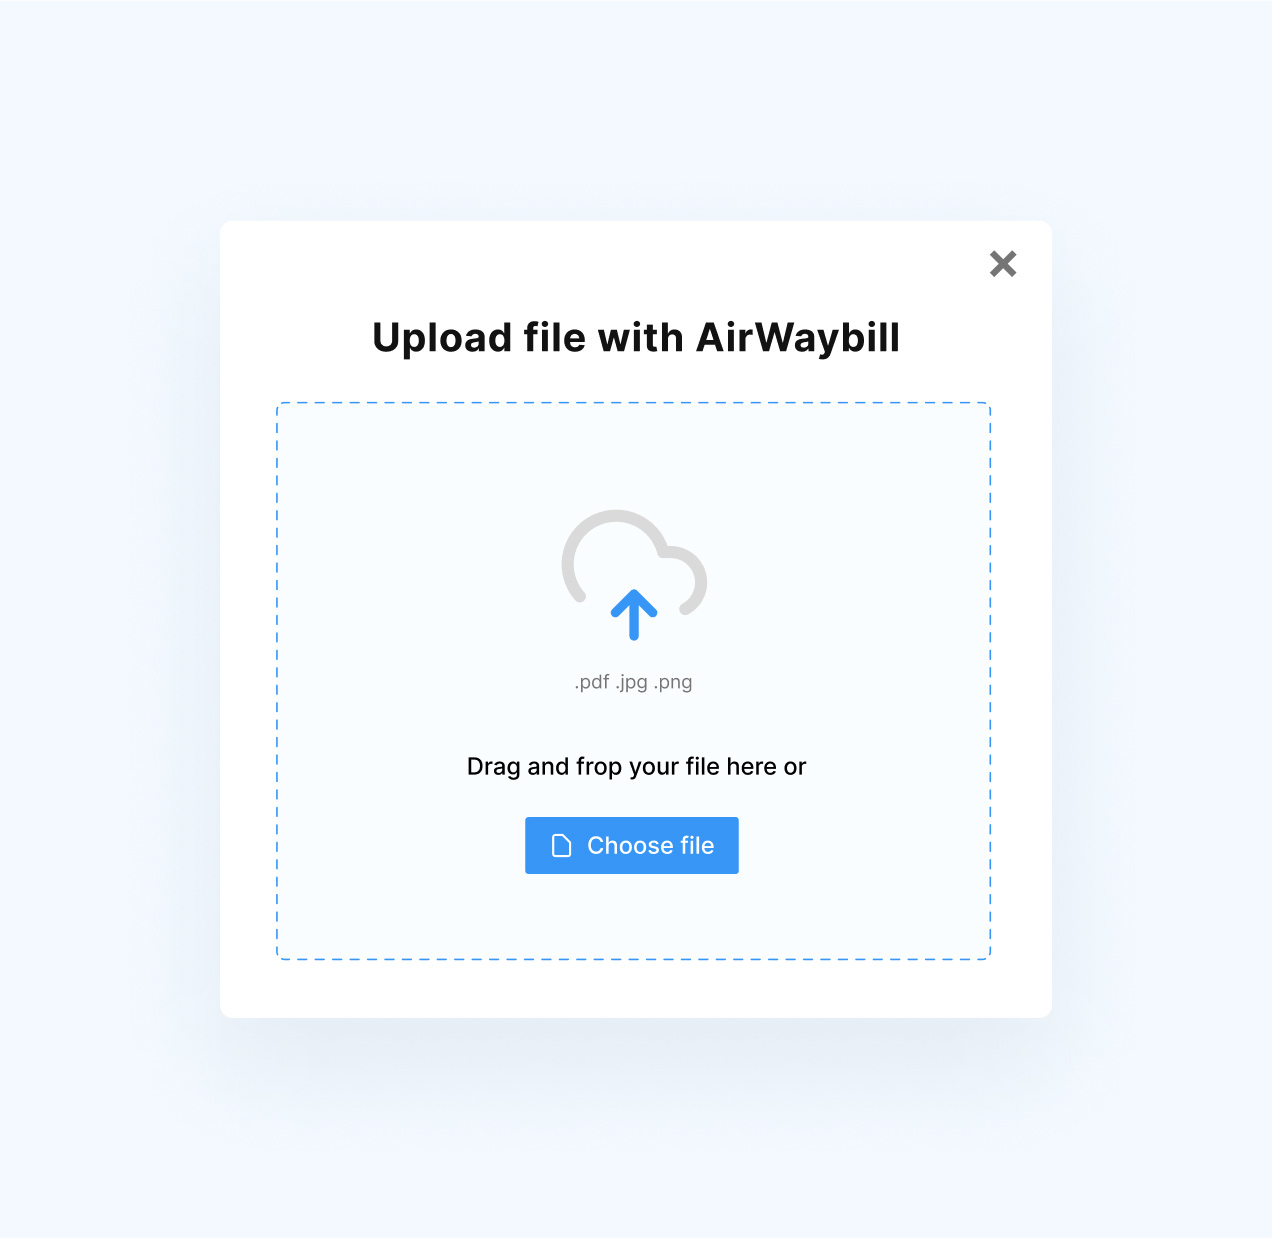 Upload file with AirWaybill
.pdf .jpg .png
Drag and frop your file here or
Choose file